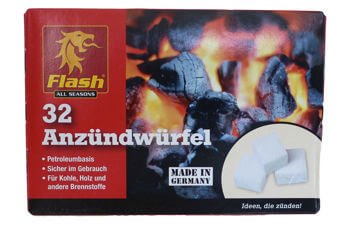 Flash
ALL SEASONS
32
Anzündwürfel
• Petroleumbasis
• Sicher im Gebrauch
• Für Kohle, Holz und
andere Brennstoffe
MADE IN
GERMANY
Ideen, die zünden!